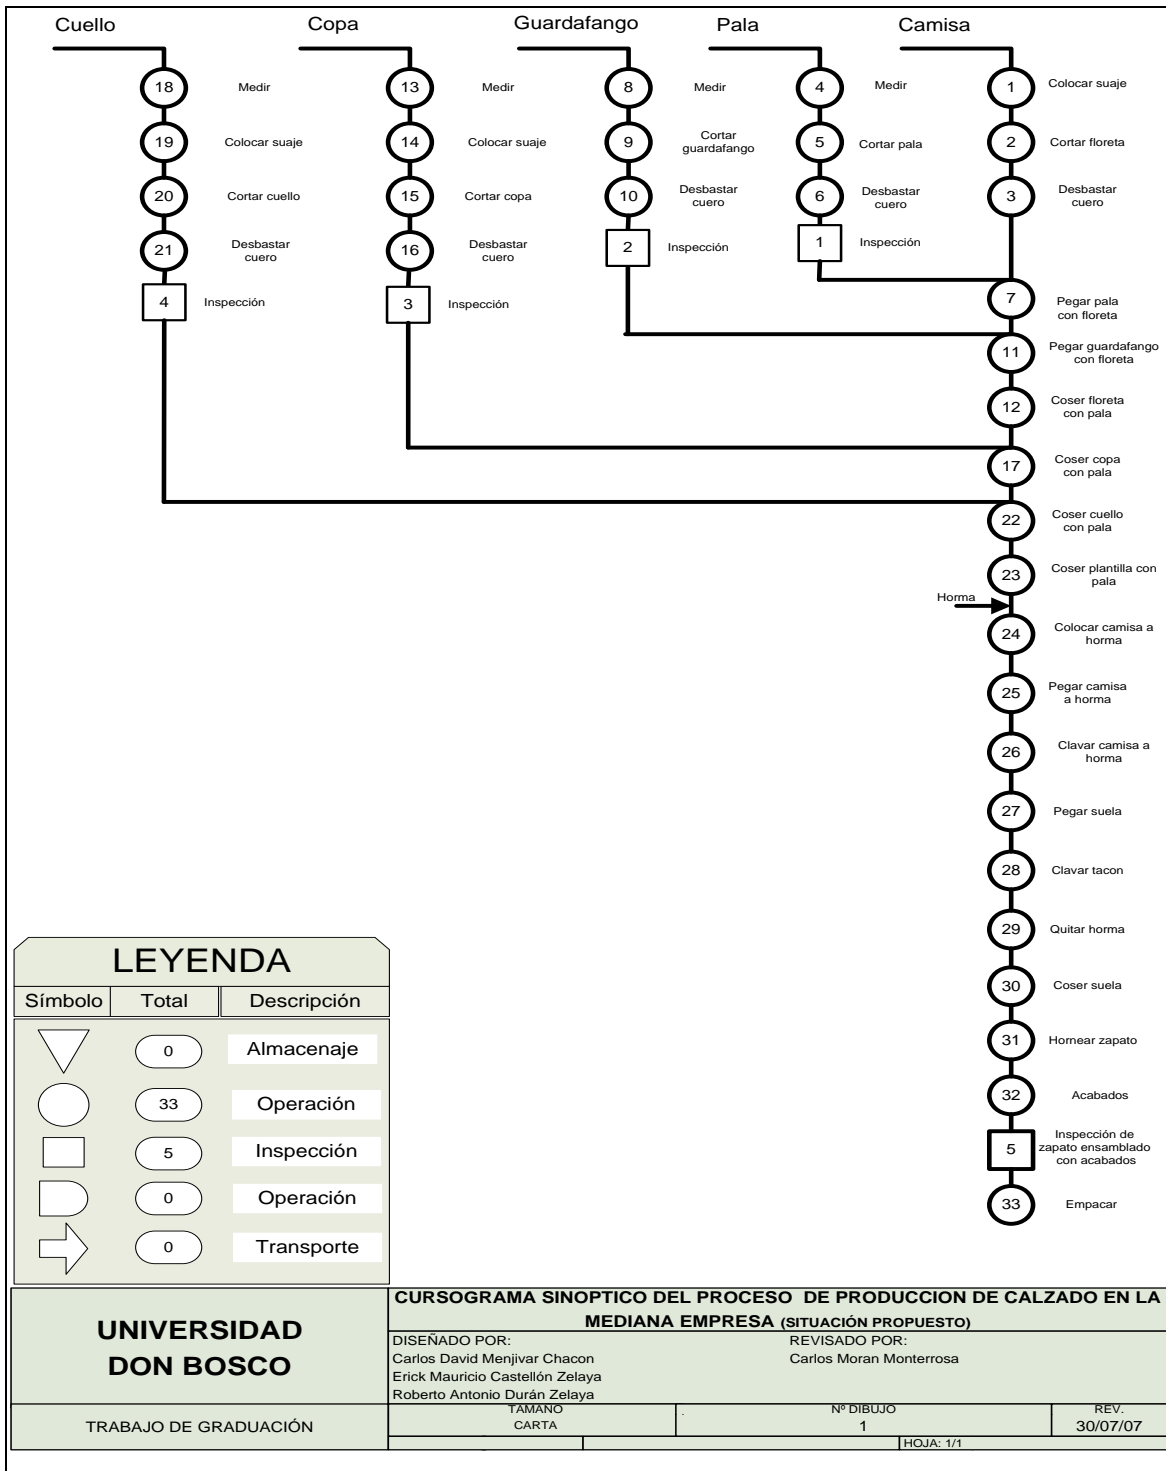 Cuello
Copa
Guardafango
Pala
Camisa
18 Medir
19 Colocar suaje
20 Cortar cuello
21 Desbastar
cuero
4 Inspección
13 Medir
14 Colocar suaje
15 Cortar copa
16 Desbastar
cuero
3 Inspección
8 Medir
9 Cortar
guardafango
10 Desbastar
cuero
2 Inspección
4 Medir
5 Cortar pala
6 Desbastar
cuero
1 Inspección
1 Colocar suaje
2 Cortar floreta
3 Desbastar
cuero
7 Pegar pala
con floreta
11 Pegar guardafango
con floreta
12 Coser floreta
con pala
17 Coser copa
con pala
22 Coser cuello
con pala
23 Coser plantilla con
pala
Horma
24 Colocar camisa a
horma
25 Pegar camisa
a horma
26 Clavar camisa a
horma
27 Pegar suela
28 Clavar tacon
29 Quitar horma
30 Coser suela
31 Hornear zapato
32 Acabados
5 Inspección de
zapato ensamblado
con acabados
33 Empacar
LEYENDA
Símbolo Total Descripción
0 Almacenaje
33 Operación
5 Inspección
0 Operación
0 Transporte
UNIVERSIDAD
DON BOSCO
TRABAJO DE GRADUACIÓN
CURSOGRAMA SINOPTICO DEL PROCESO DE PRODUCCION DE CALZADO EN LA
MEDIANA EMPRESA (SITUACIÓN PROPUESTO)
DISEÑADO POR:
Carlos David Menjivar Chacon
Erick Mauricio Castellón Zelaya
Roberto Antonio Durán Zelaya
REVISADO POR:
Carlos Moran Monterrosa
TAMANO
CARTA
.
Nº DIBUJO
1
REV.
30/07/07
HOJA: 1/1